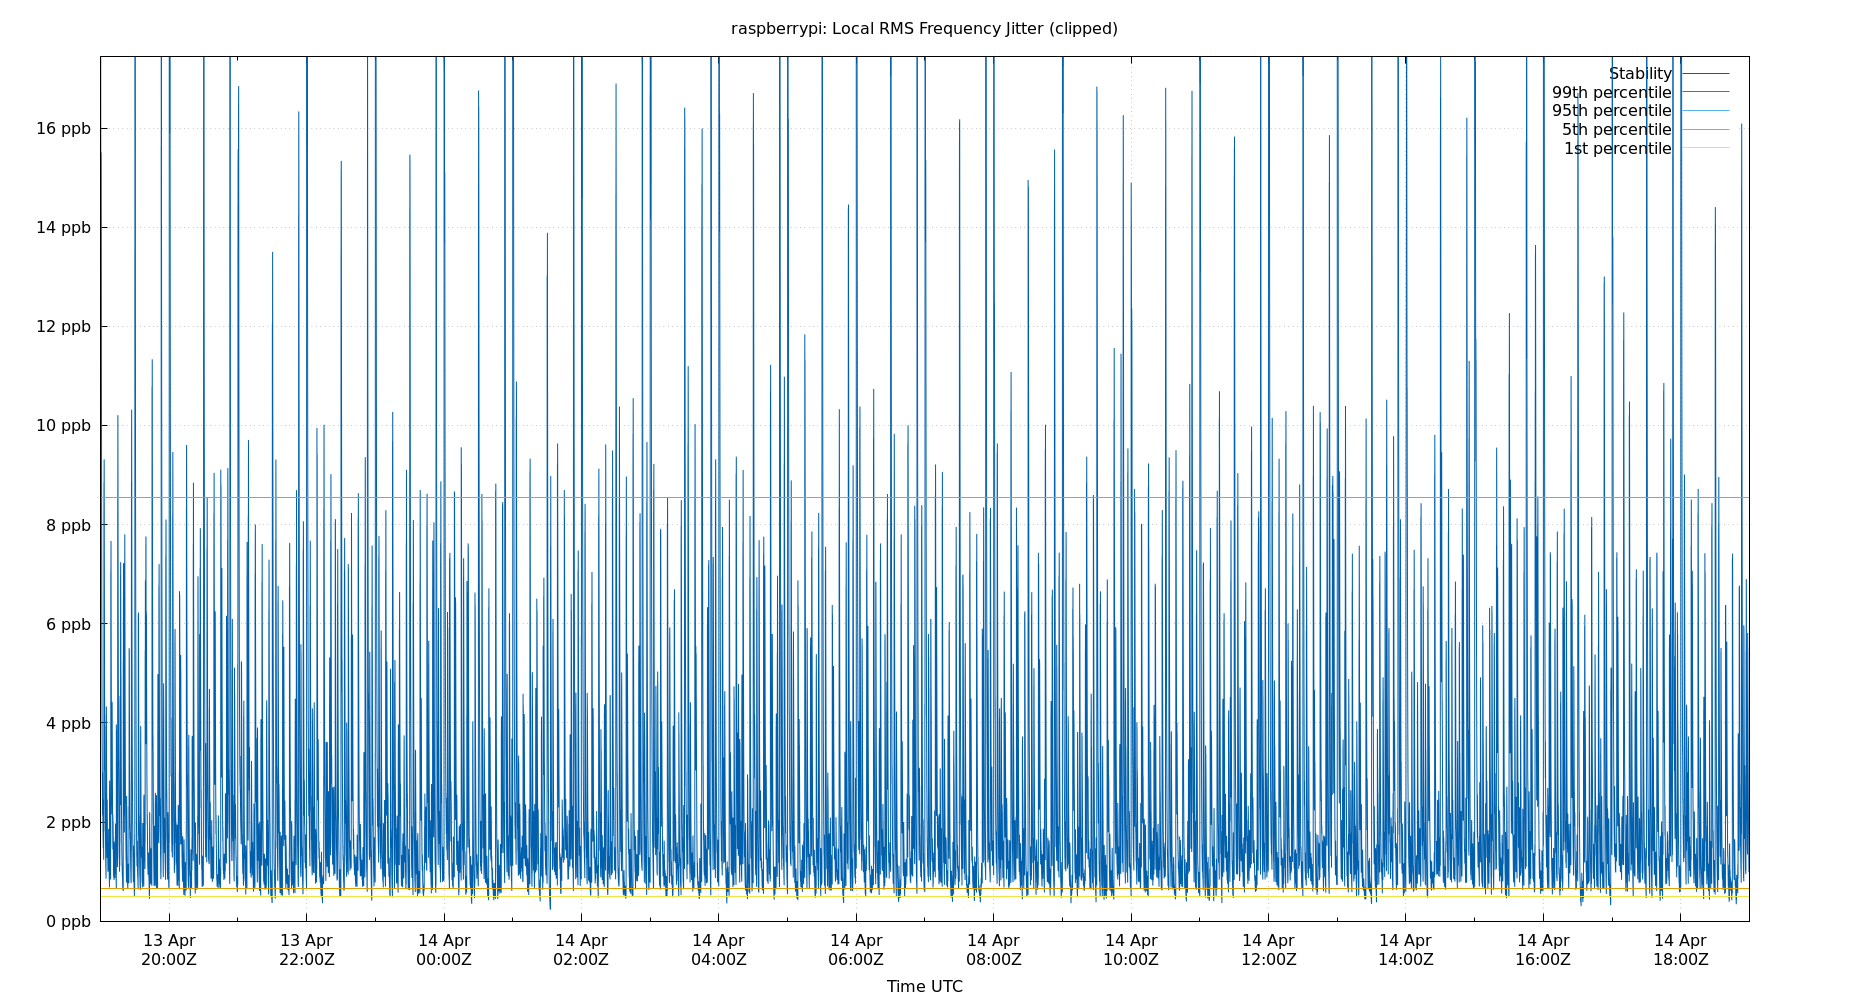 raspberrypi: Local RMS Frequency Jitter (clipped)
Stability
99th percentile
95th percentile
5th percentile
1st percentile
16 ppb
14 ppb
12 ppb
10 ppb
8 ppb
6 ppb
4 ppb
2 ppb
0 ppb
13 Apr 13 Apr 14 Apr 14 Apr 14 Apr 14 Apr 14 Apr 14 Apr 14 Apr 14 Apr 14 Apr 14 Apr
20:00Z 22:00Z 00:00Z 02:00Z 04:00Z 06:00Z 08:00Z 10:00Z 12:00Z 14:00Z 16:00Z 18:00Z
Time UTC